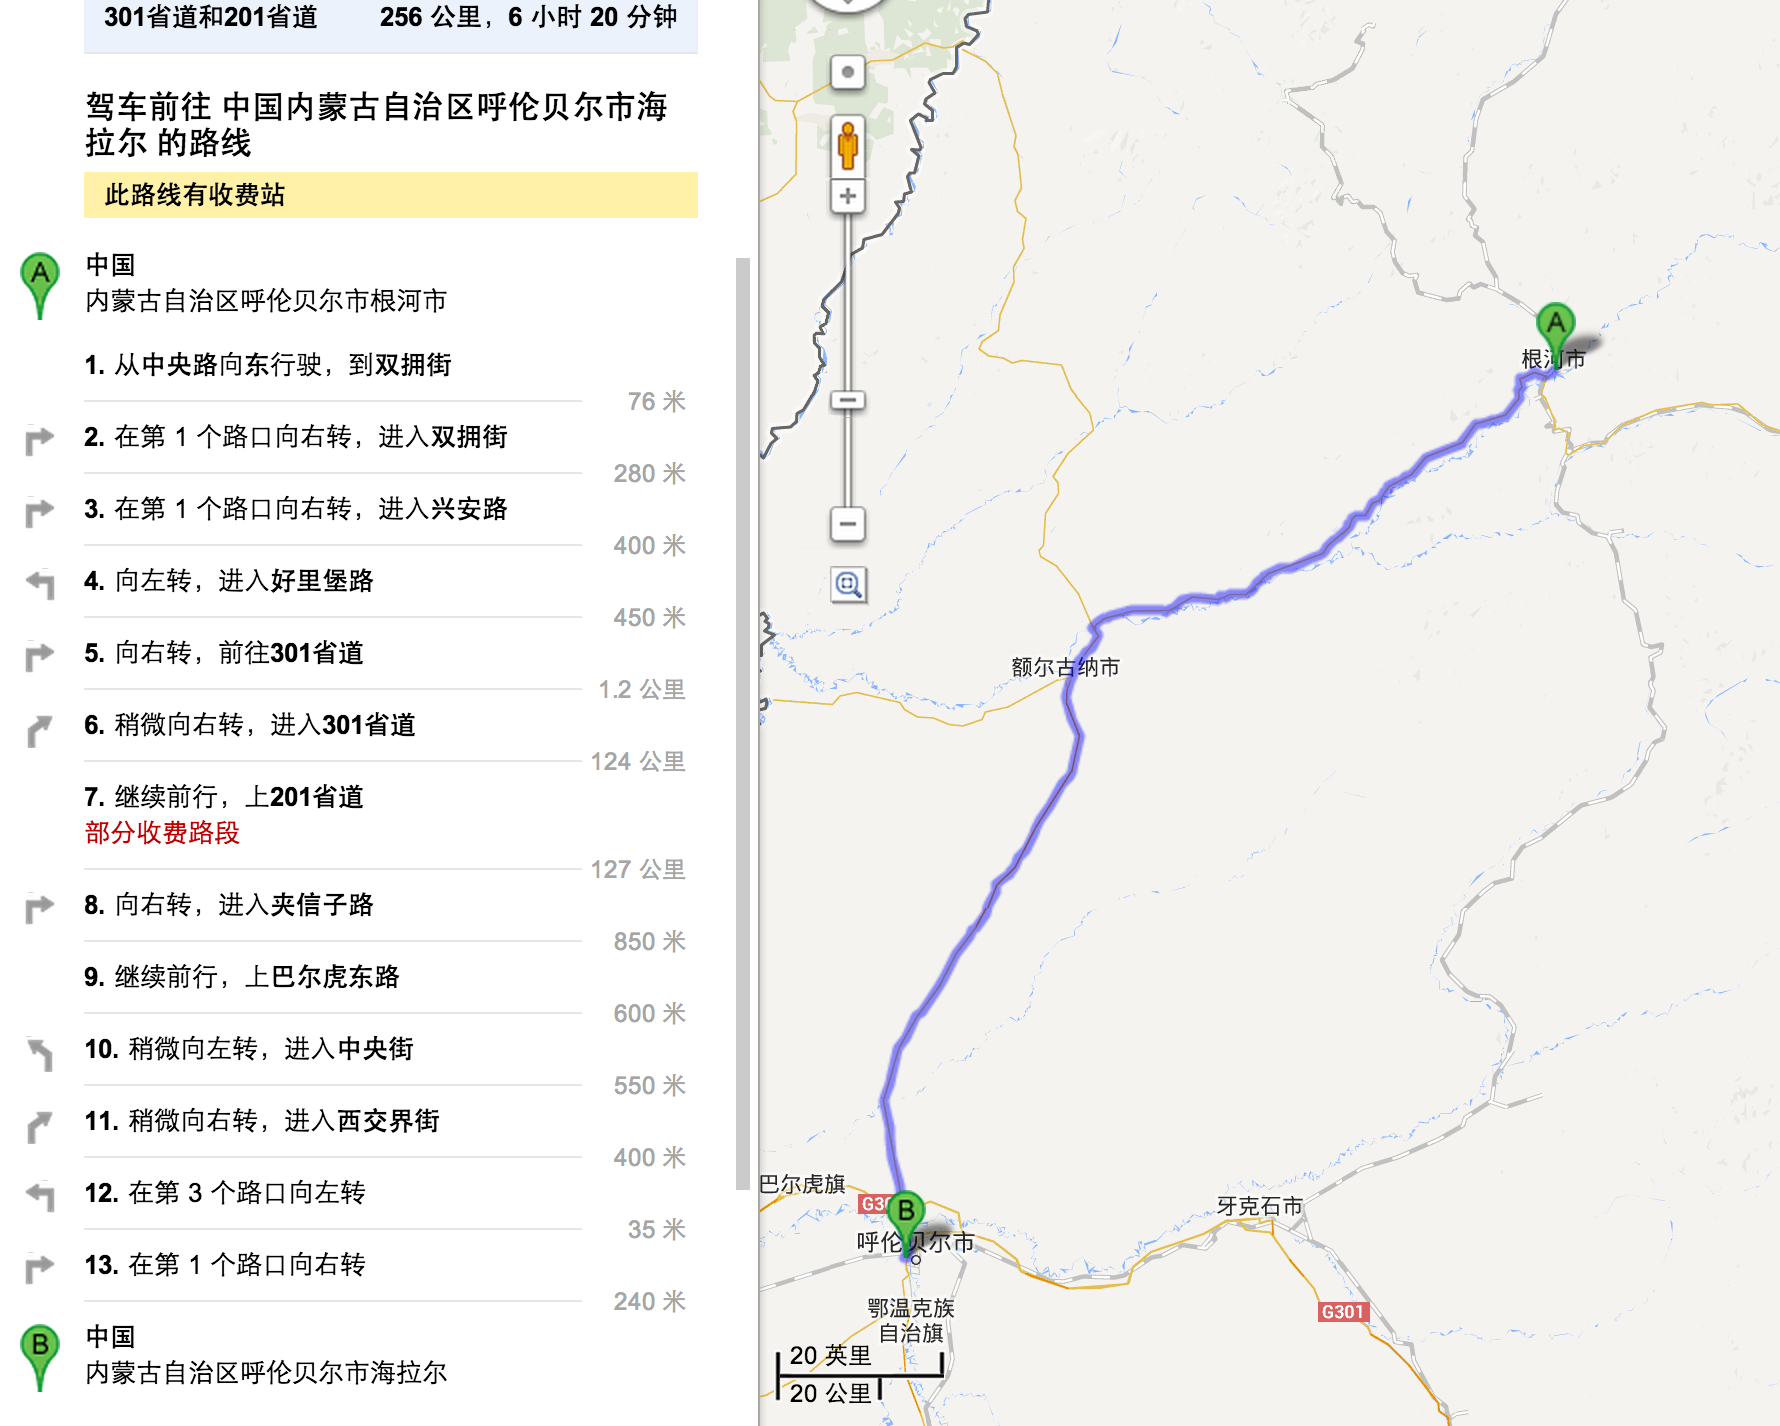 301省道和201省道 256 公里，6 小时 20 分钟
驾车前往 中国内蒙古自治区呼伦贝尔市海
拉尔 的路线
此路线有收费站
A
中国
内蒙古自治区呼伦贝尔市根河市
1. 从中央路向东行驶，到双拥街
76 米
2. 在第 1 个路口向右转，进入双拥街
280 米
3. 在第 1 个路口向右转，进入兴安路
400 米
4. 向左转，进入好里堡路
450 米
5. 向右转，前往301省道
1.2 公里
6. 稍微向右转，进入301省道
124 公里
7. 继续前行，上201省道
部分收费路段
127 公里
8. 向右转，进入夹信子路
850 米
9. 继续前行，上巴尔虎东路
600 米
10. 稍微向左转，进入中央街
550 米
11. 稍微向右转，进入西交界街
400 米
12. 在第 3 个路口向左转
35 米
13. 在第 1 个路口向右转
240 米
B
中国
内蒙古自治区呼伦贝尔市海拉尔
A
根河市
额尔古纳市
巴尔虎旗
G30
B
呼伦贝尔市
牙克石市
鄂温克族
自治旗
G301
20 英里
20 公里